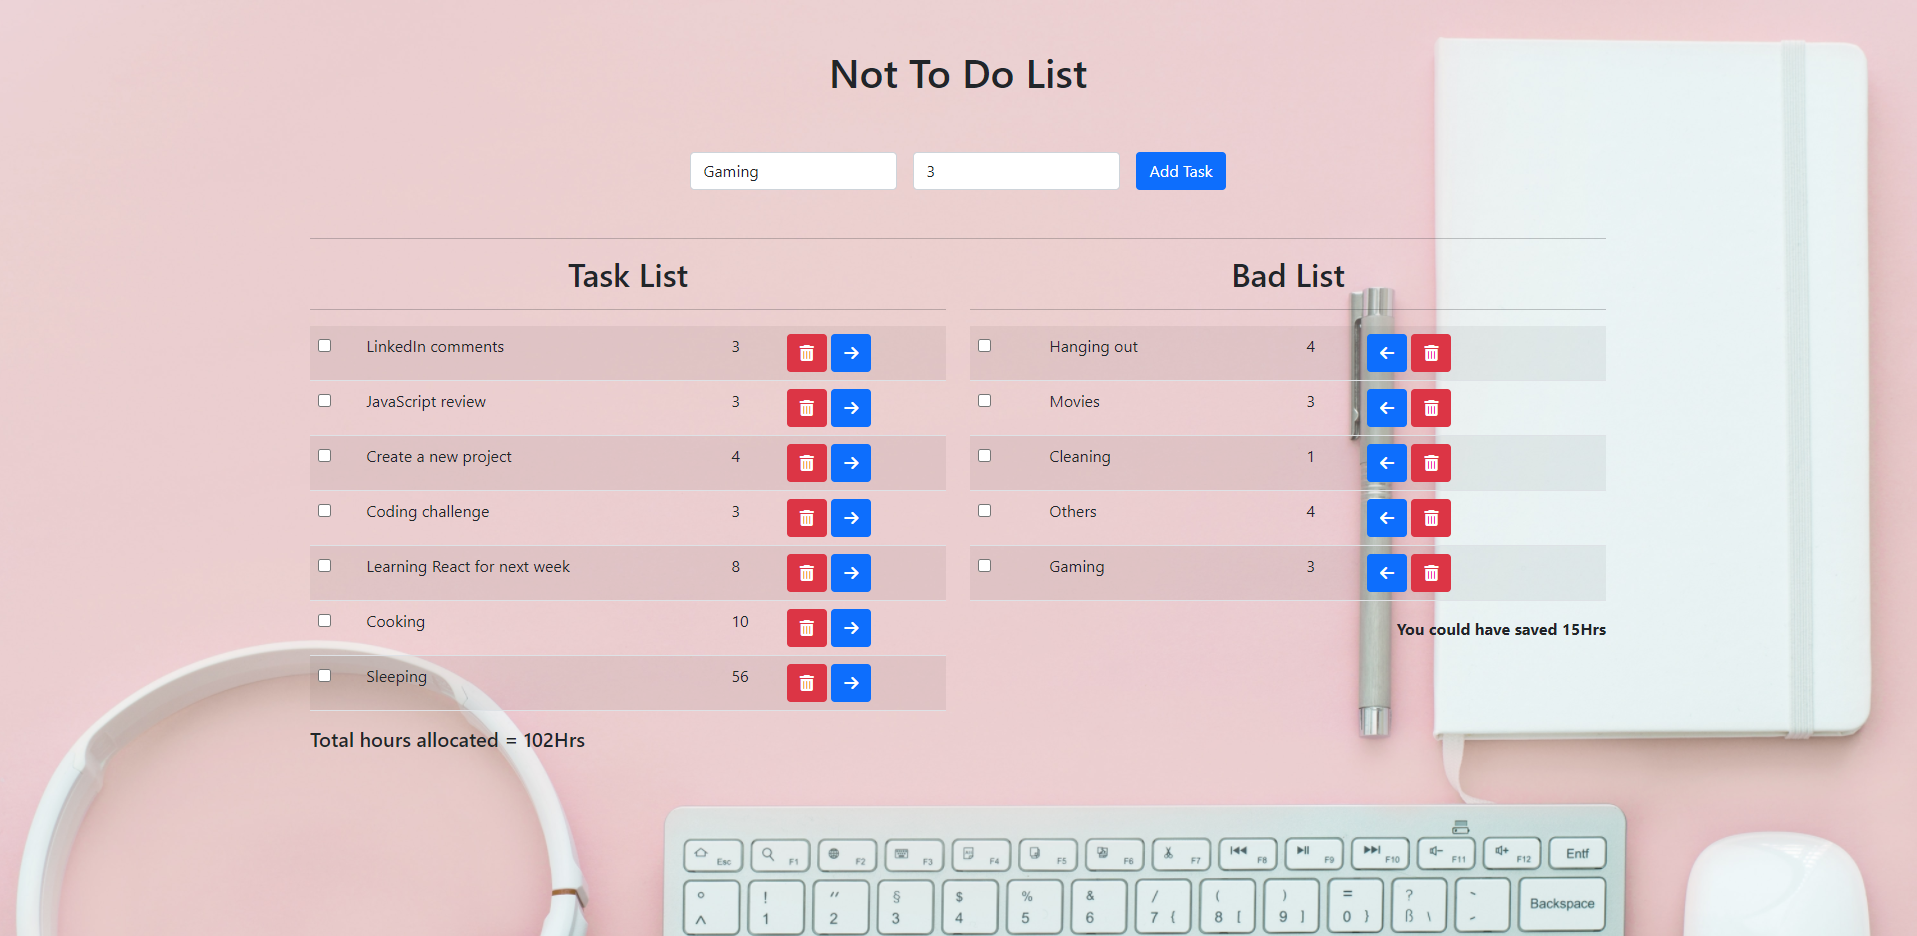 Not To Do List
Gaming 3 Add Task
Task List
LinkedIn comments 3
JavaScript review 3
Create a new project 4
Coding challenge 3
Learning React for next week 8
Cooking 10
Sleeping 56
Total hours allocated = 102Hrs
Bad List
Hanging out 4
Movies 3
Cleaning 1
Others 4
Gaming 3
You could have saved 15Hrs
Esc F1 F2 F3 F4 F5 F6 F7 F8 F9 F10 F11 F12 Entf
° ! " § $ % & / ( ) = ? `
^ 1 2 3 4 5 6 7 { 8 [ 9 ] 0 } ß \ Backspace